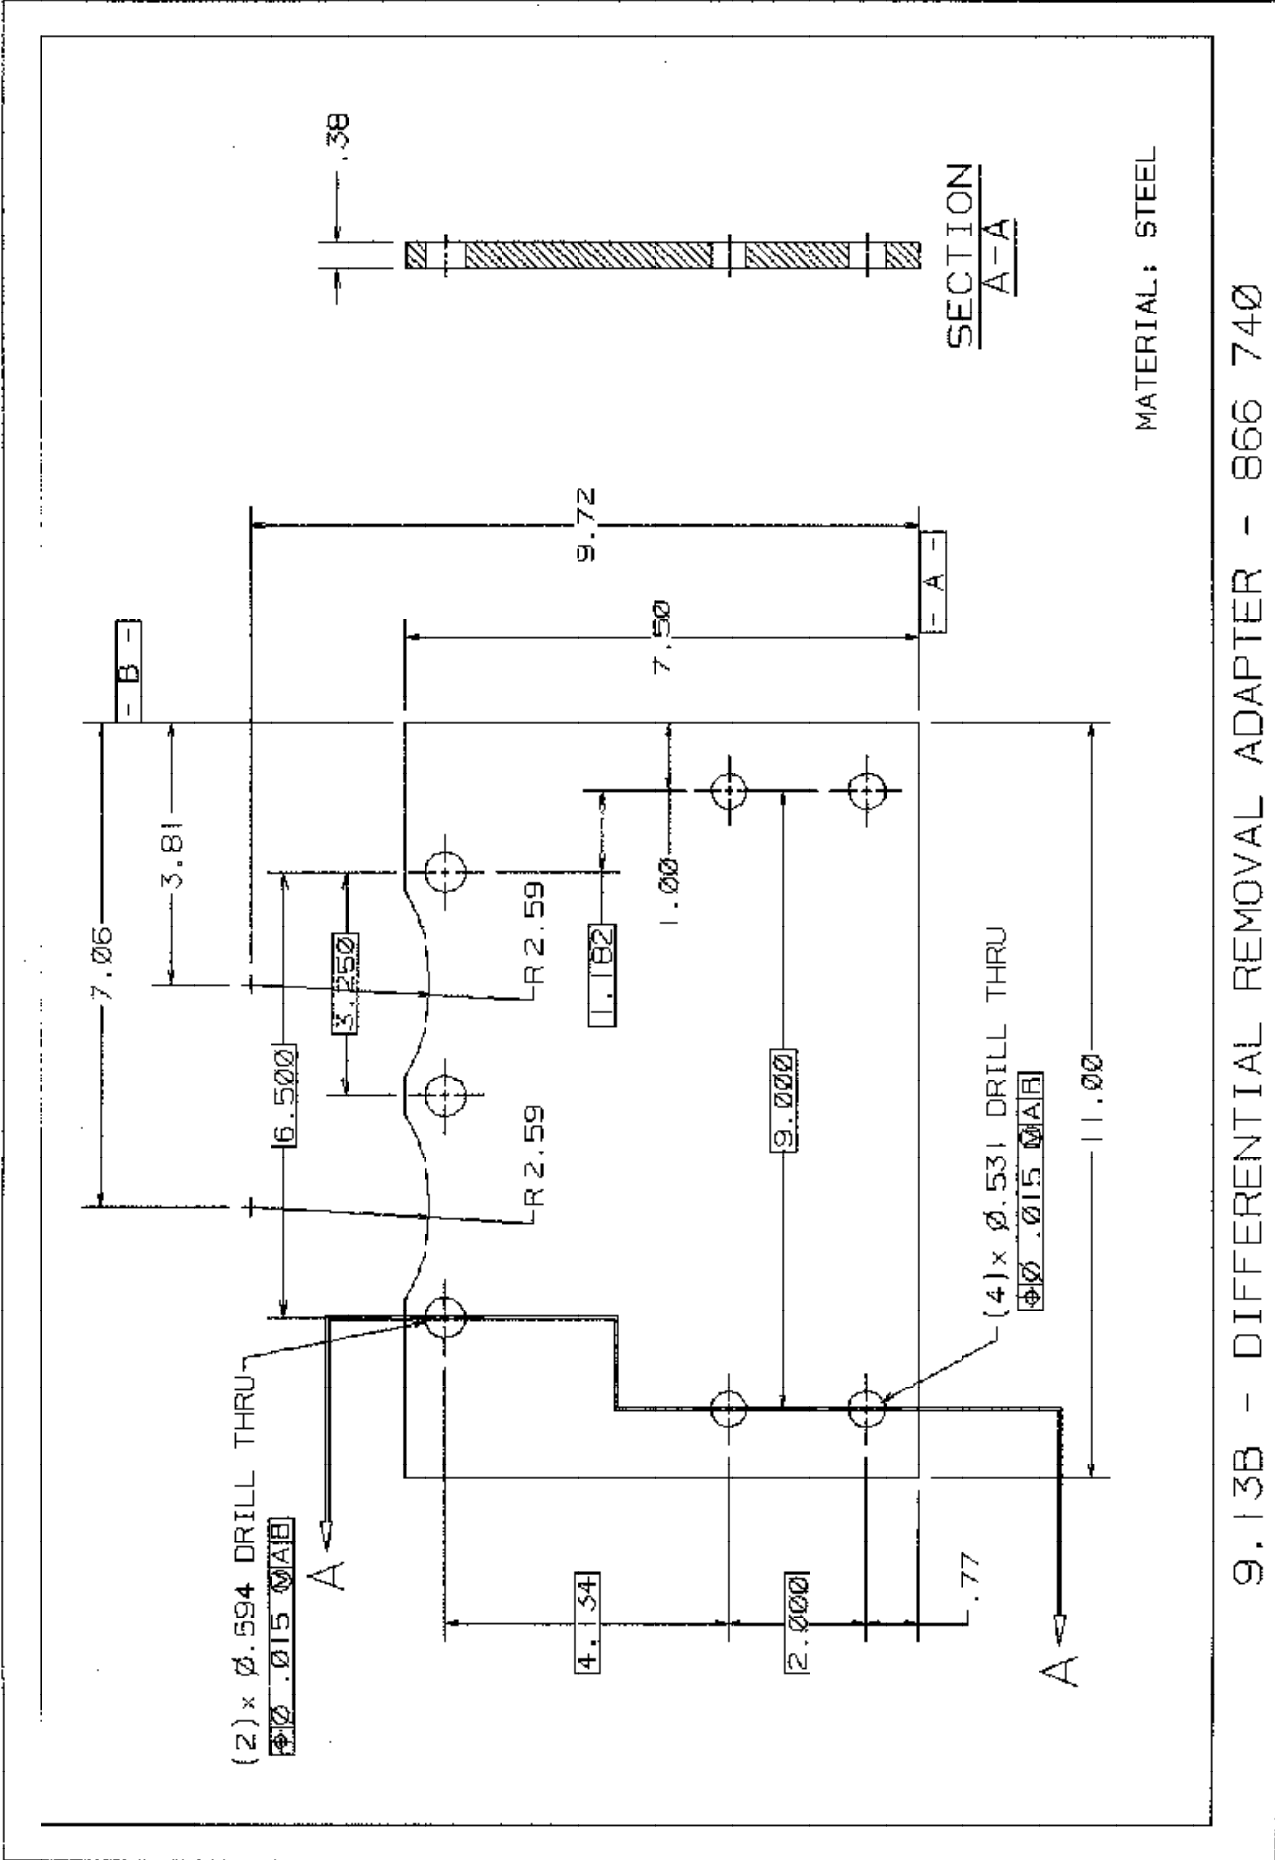 (2)x Ø.594 DRILL THRU
⌖Ø .015 Ⓜ A B
A
7.06
- B -
3.81
6.500
3.250
R2.59
R2.59
1.182
1.00
7.50
9.72
- A -
.38
4.34
2.000
.77
9.000
(4)x Ø.531 DRILL THRU
⌖Ø .015 Ⓜ A B
11.00
A
SECTION
A-A
MATERIAL: STEEL
9.13B - DIFFERENTIAL REMOVAL ADAPTER - 866 740